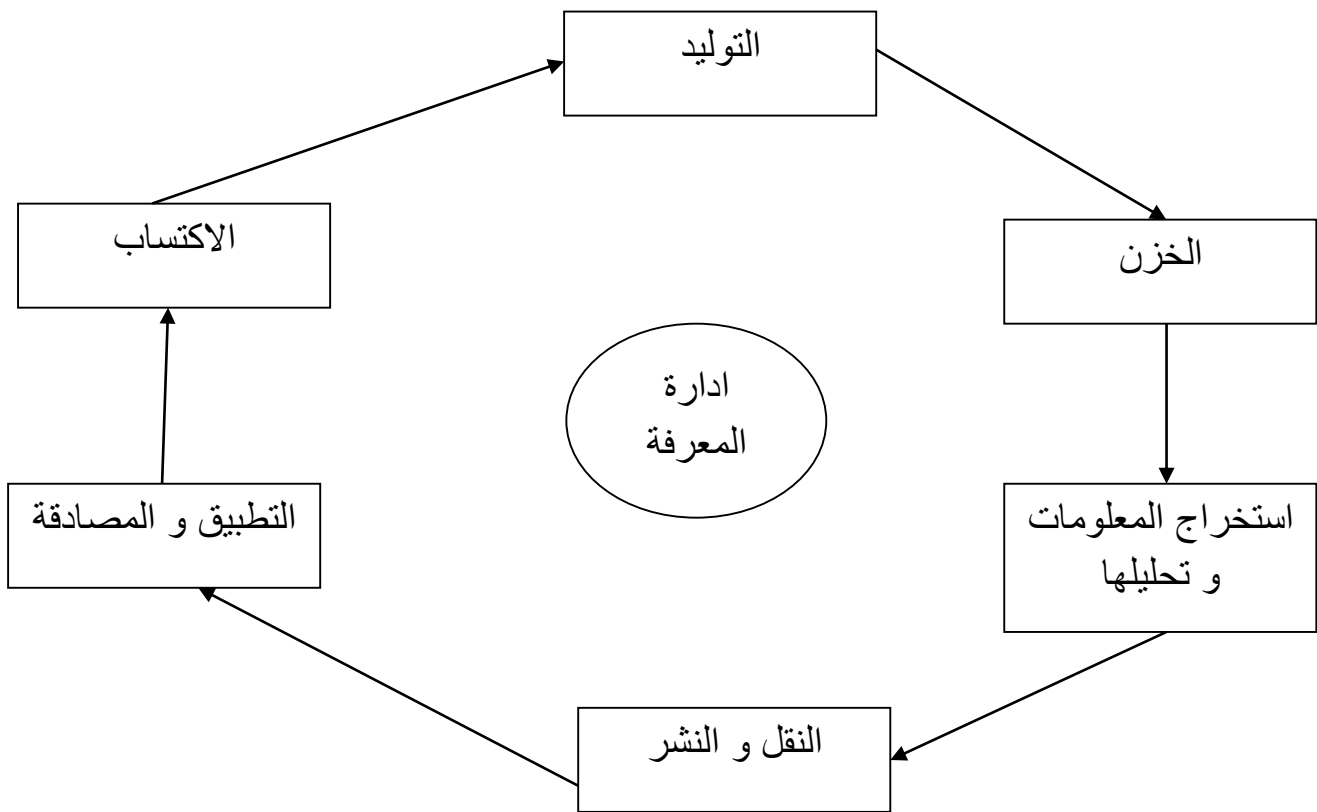 التوليد
الاكتساب
الخزن
ادارة
المعرفة
التطبيق و المصادقة
استخراج المعلومات
و تحليلها
النقل و النشر